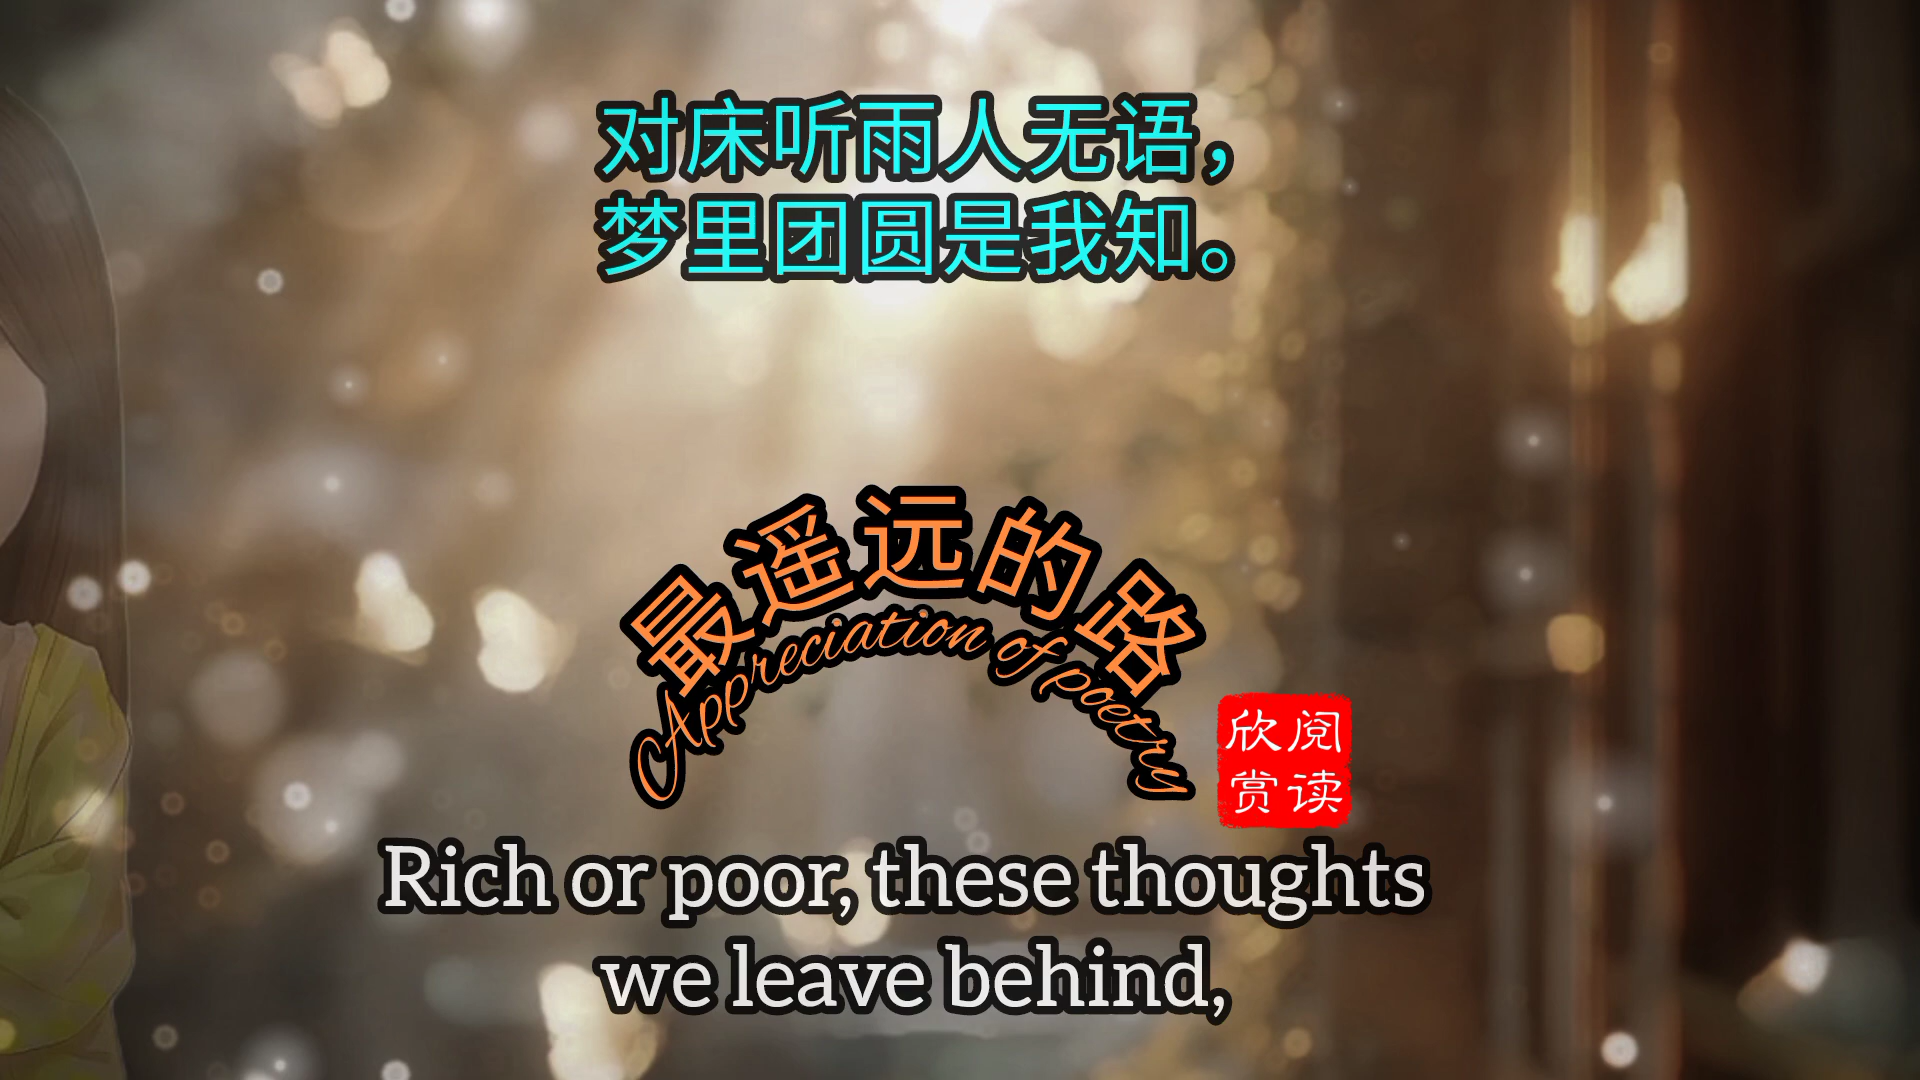 对床听雨人无语，
梦里团圆是我知。
最遥远的路
Appreciation of poetry
欣阅
赏读
Rich or poor, these thoughts
we leave behind,